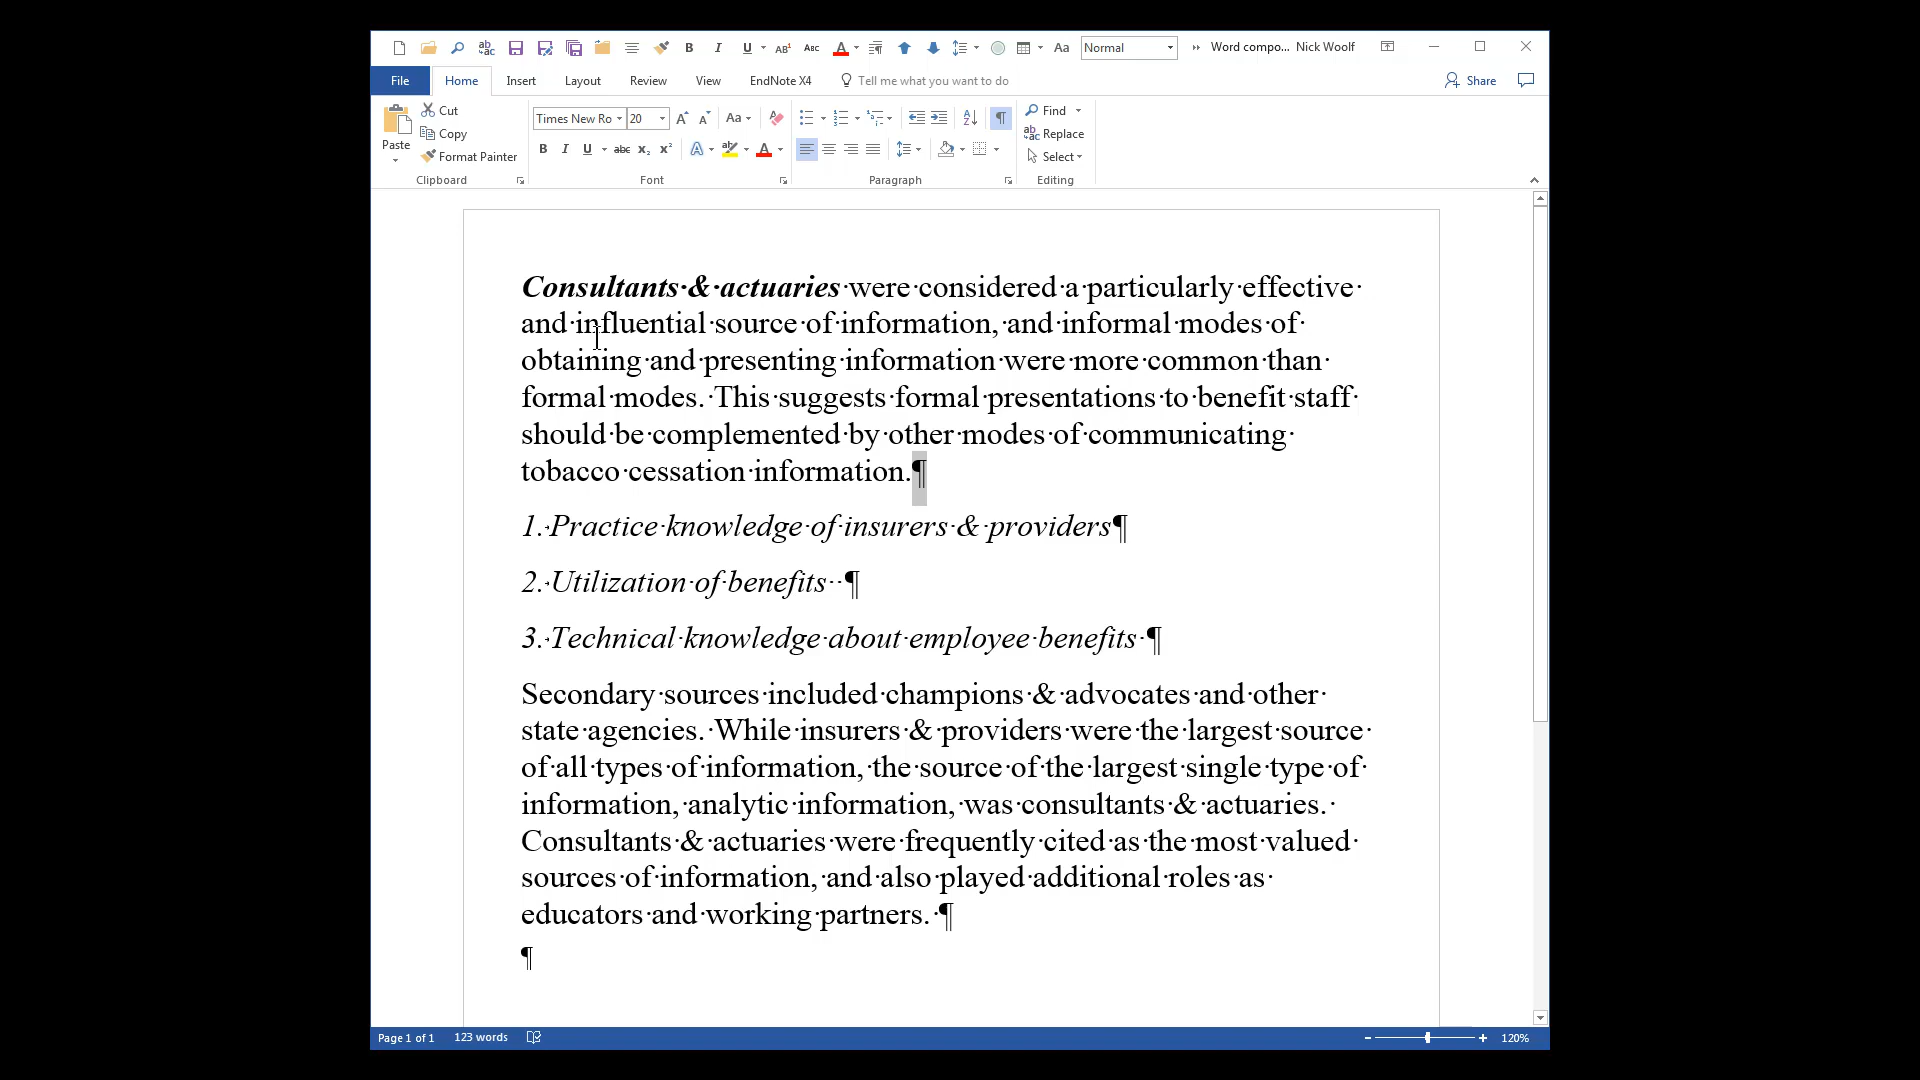 Normal
Word compo... Nick Woolf
File Home Insert Layout Review View EndNote X4 Tell me what you want to do Share
Paste
Cut
Copy
Format Painter
Clipboard
Times New Ro 20
Font
Paragraph
Find
Replace
Select
Editing
Consultants & actuaries were considered a particularly effective
and influential source of information, and informal modes of
obtaining and presenting information were more common than
formal modes. This suggests formal presentations to benefit staff
should be complemented by other modes of communicating
tobacco cessation information.¶
1. Practice knowledge of insurers & providers¶
2. Utilization of benefits ¶
3. Technical knowledge about employee benefits ¶
Secondary sources included champions & advocates and other
state agencies. While insurers & providers were the largest source
of all types of information, the source of the largest single type of
information, analytic information, was consultants & actuaries.
Consultants & actuaries were frequently cited as the most valued
sources of information, and also played additional roles as
educators and working partners. ¶
¶
Page 1 of 1 123 words 120%